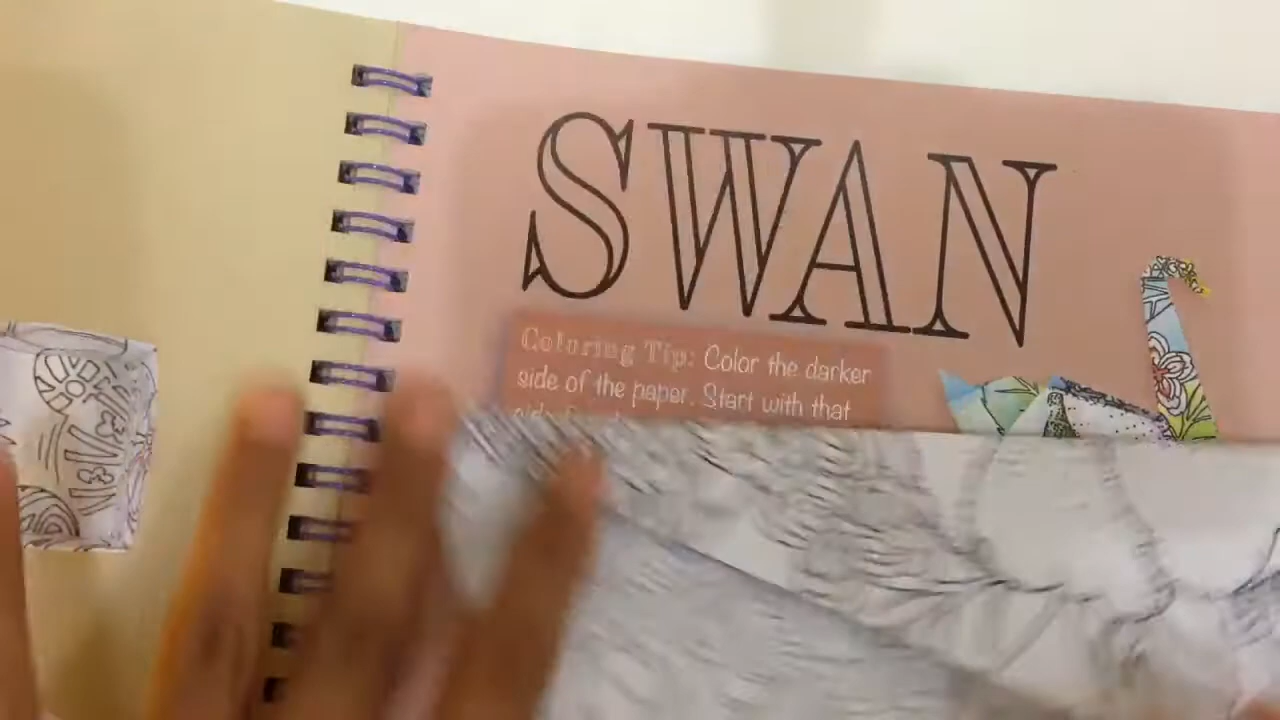 SWAN
Coloring Tip: Color the darker
side of the paper. Start with that